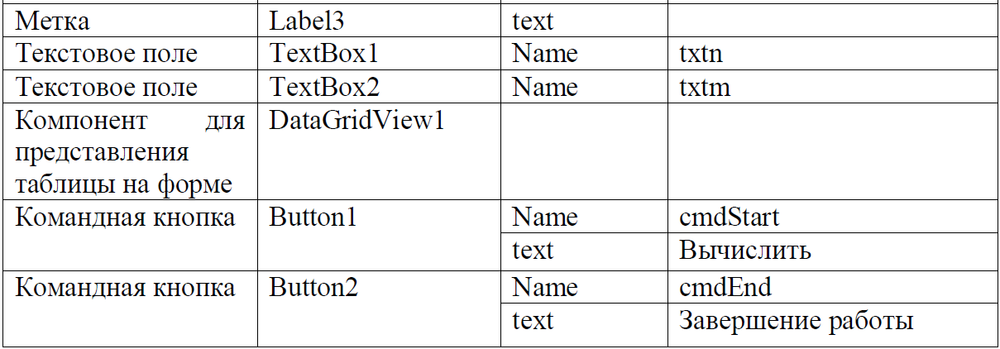 Метка Label3 text
Текстовое поле TextBox1 Name txtn
Текстовое поле TextBox2 Name txtm
Компонент для DataGridView1
представления
таблицы на форме
Командная кнопка Button1 Name cmdStart
text Вычислить
Командная кнопка Button2 Name cmdEnd
text Завершение работы